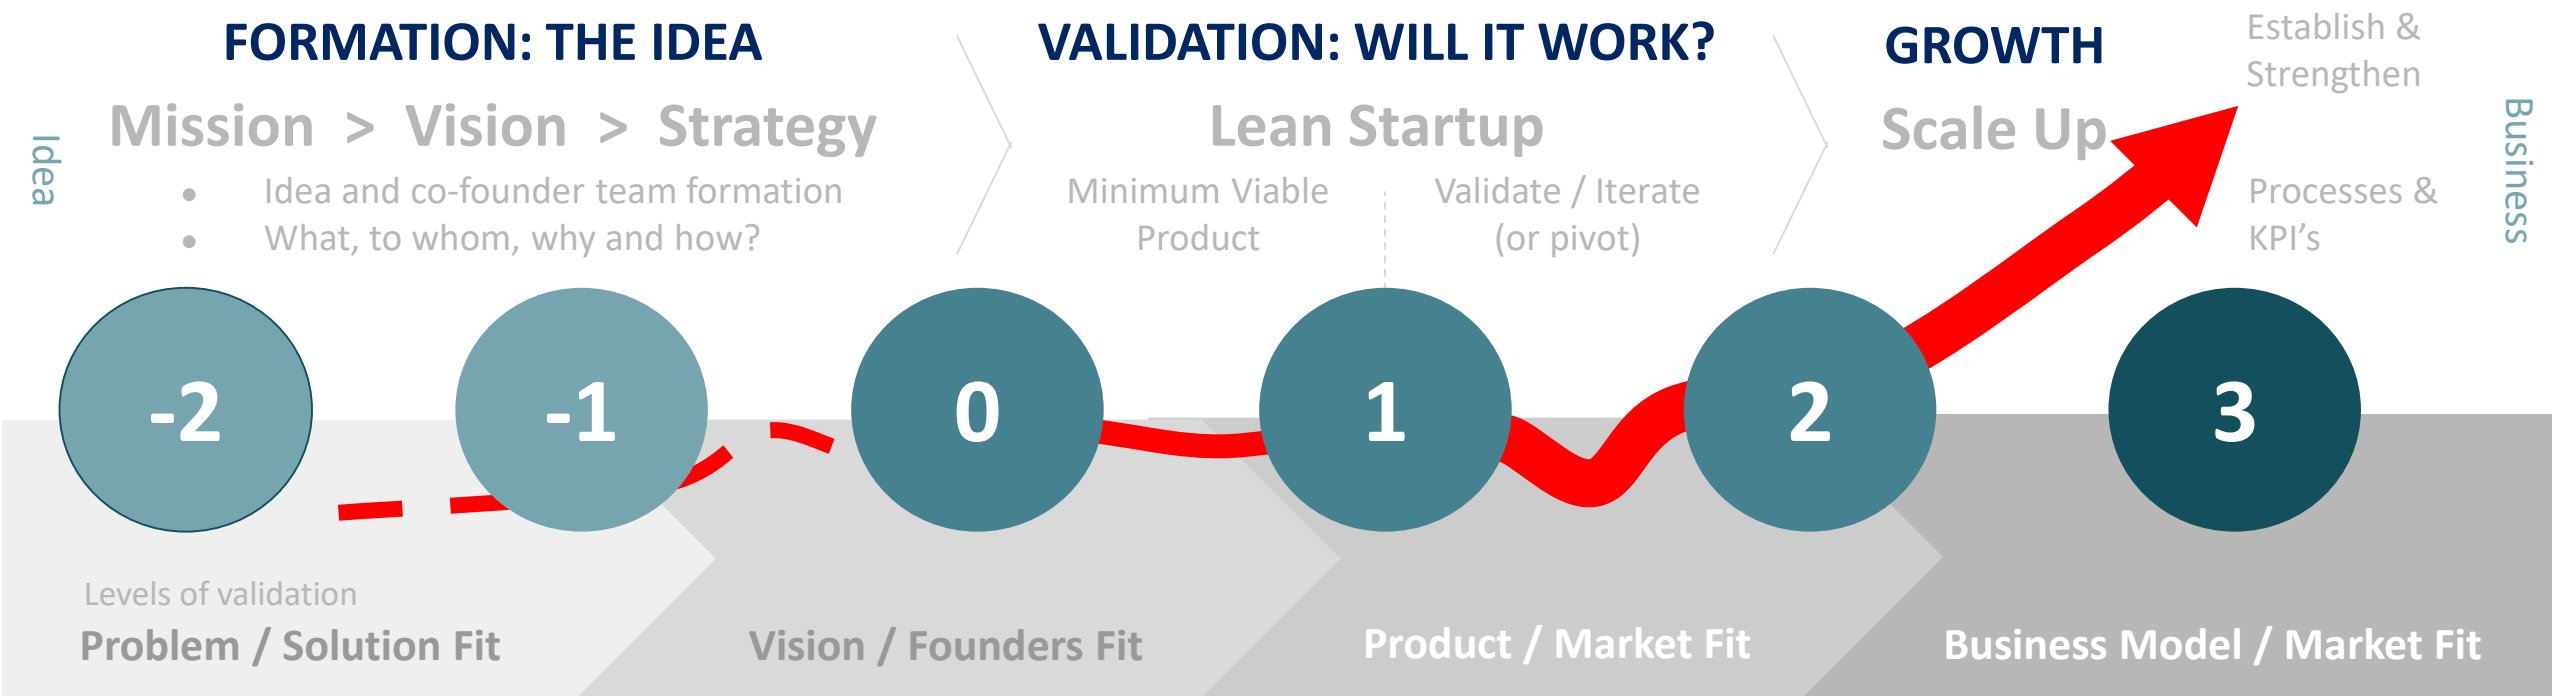 Idea
FORMATION: THE IDEA
Mission > Vision > Strategy
• Idea and co-founder team formation
• What, to whom, why and how?
VALIDATION: WILL IT WORK?
Lean Startup
Minimum Viable
Product
Validate / Iterate
(or pivot)
GROWTH
Scale Up
Establish &
Strengthen
Processes &
KPI's
Business
-2
-1
0
1
2
3
Levels of validation
Problem / Solution Fit
Vision / Founders Fit
Product / Market Fit
Business Model / Market Fit